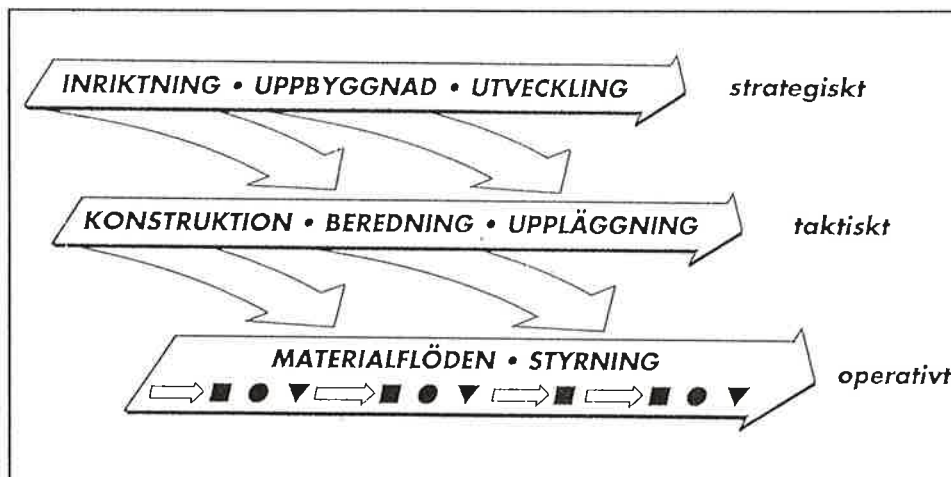 INRIKTNING • UPPBYGGNAD • UTVECKLING strategiskt
KONSTRUKTION • BEREDNING • UPPLÄGGNING taktiskt
MATERIALFLÖDEN • STYRNING
operativt